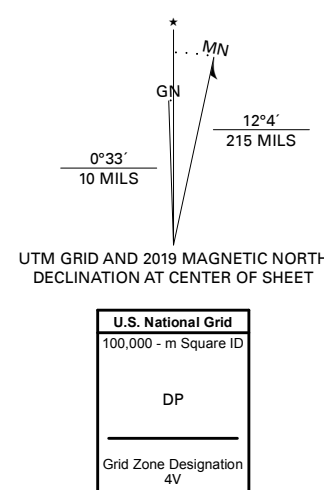 ★
MN
GN
12°4´
215 MILS
0°33´
10 MILS
UTM GRID AND 2019 MAGNETIC NORTH
DECLINATION AT CENTER OF SHEET
U.S. National Grid
100,000 - m Square ID
DP
Grid Zone Designation
4V